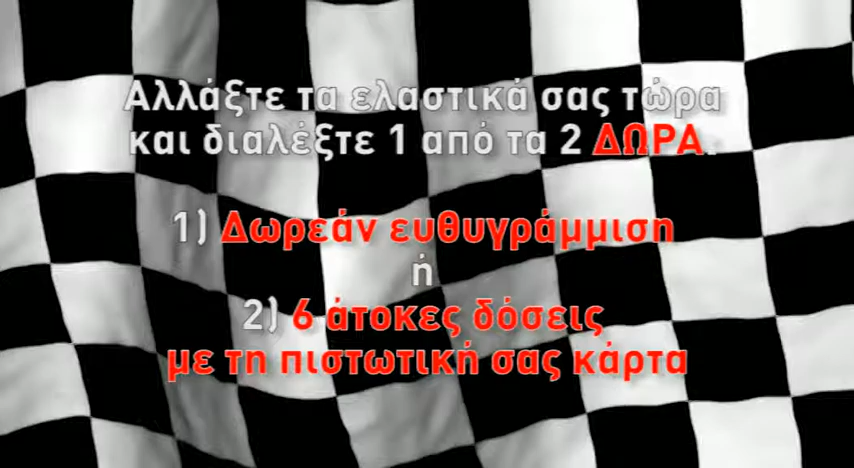 Αλλάξτε τα ελαστικά σας τώρα
και διαλέξτε 1 από τα 2 ΔΩΡΑ:
1) Δωρεάν ευθυγράμμιση
ή
2) 6 άτοκες δόσεις
με τη πιστωτική σας κάρτα